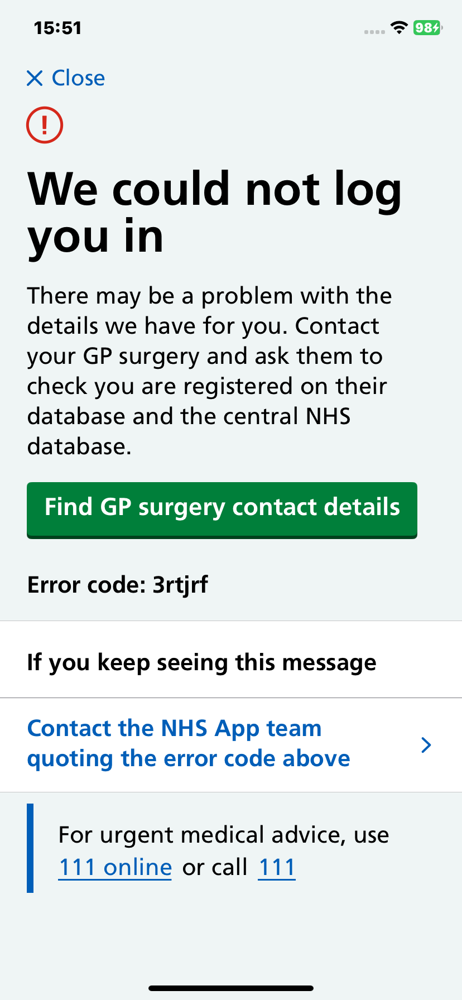 15:51
98
Close
We could not log
you in
There may be a problem with the
details we have for you. Contact
your GP surgery and ask them to
check you are registered on their
database and the central NHS
database.
Find GP surgery contact details
Error code: 3rtjrf
If you keep seeing this message
Contact the NHS App team
quoting the error code above
For urgent medical advice, use
111 online or call 111